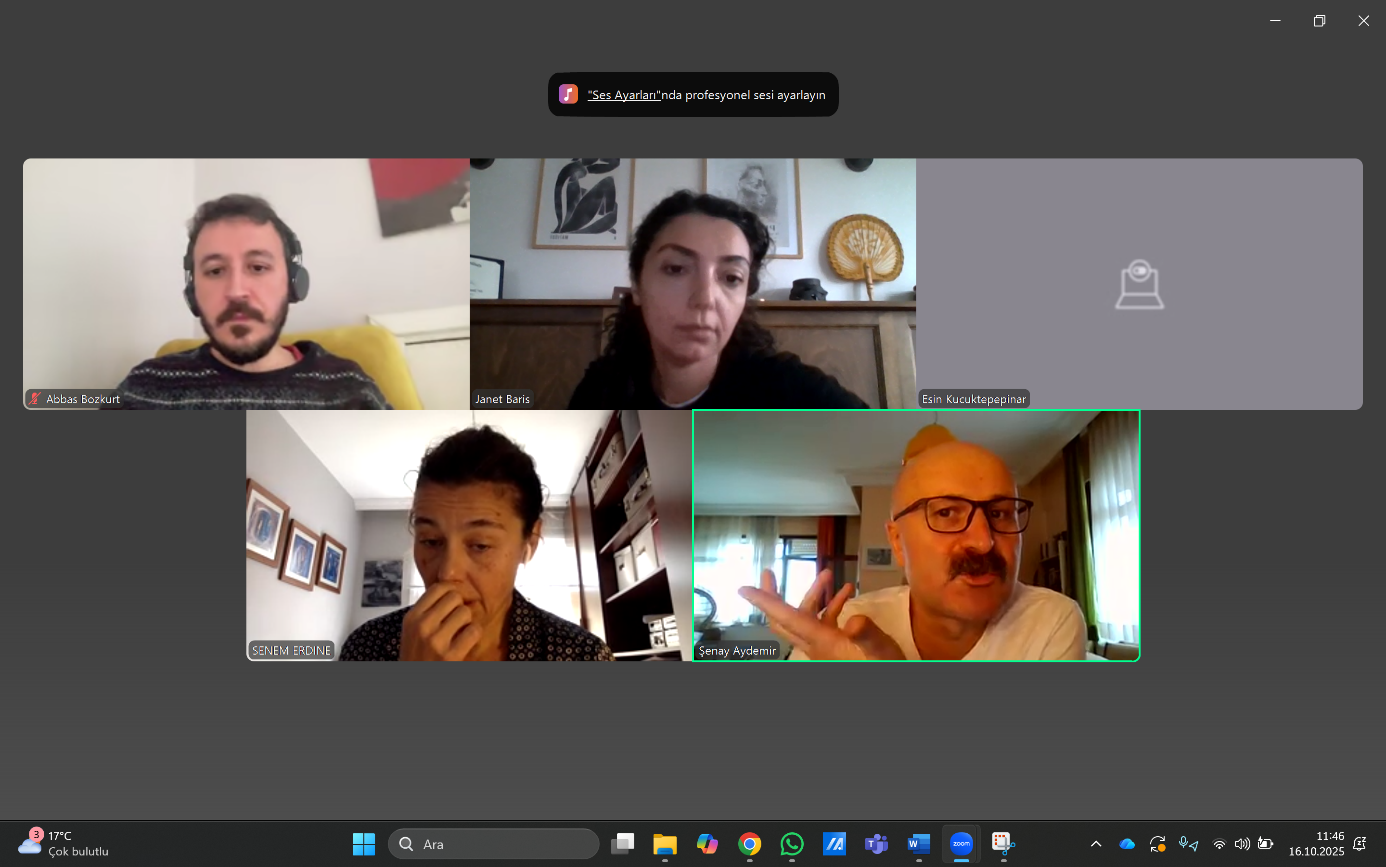 "Ses Ayarları"nda profesyonel sesi ayarlayın
Abbas Bozkurt
Janet Baris
Esin Kucuktepepinar
SENEM ERDINE
Şenay Aydemir
3
17°C
Çok bulutlu
Ara
zoom
11:46
16.10.2025